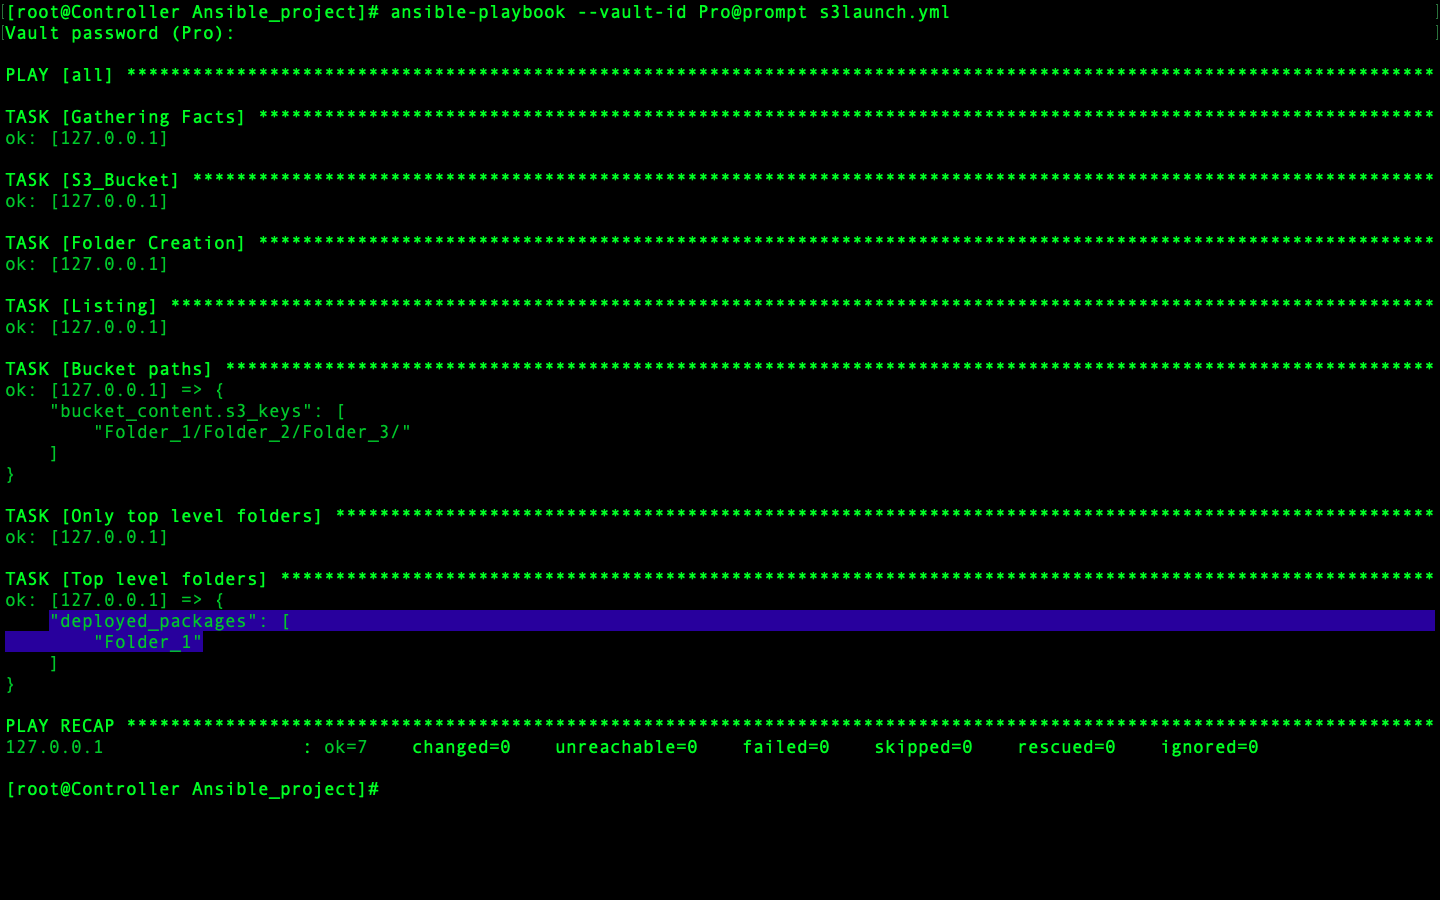 [root@Controller Ansible_project]# ansible-playbook --vault-id Pro@prompt s3launch.yml
Vault password (Pro):
PLAY [all] ***********************************************************************************************************************
TASK [Gathering Facts] ***********************************************************************************************************
ok: [127.0.0.1]
TASK [S3_Bucket] *****************************************************************************************************************
ok: [127.0.0.1]
TASK [Folder Creation] ***********************************************************************************************************
ok: [127.0.0.1]
TASK [Listing] *******************************************************************************************************************
ok: [127.0.0.1]
TASK [Bucket paths] **************************************************************************************************************
ok: [127.0.0.1] => {
    "bucket_content.s3_keys": [
        "Folder_1/Folder_2/Folder_3/"
    ]
}
TASK [Only top level folders] ****************************************************************************************************
ok: [127.0.0.1]
TASK [Top level folders] *********************************************************************************************************
ok: [127.0.0.1] => {
    "deployed_packages": [
        "Folder_1"
    ]
}
PLAY RECAP ***********************************************************************************************************************
127.0.0.1                  : ok=7    changed=0    unreachable=0    failed=0    skipped=0    rescued=0    ignored=0
[root@Controller Ansible_project]#